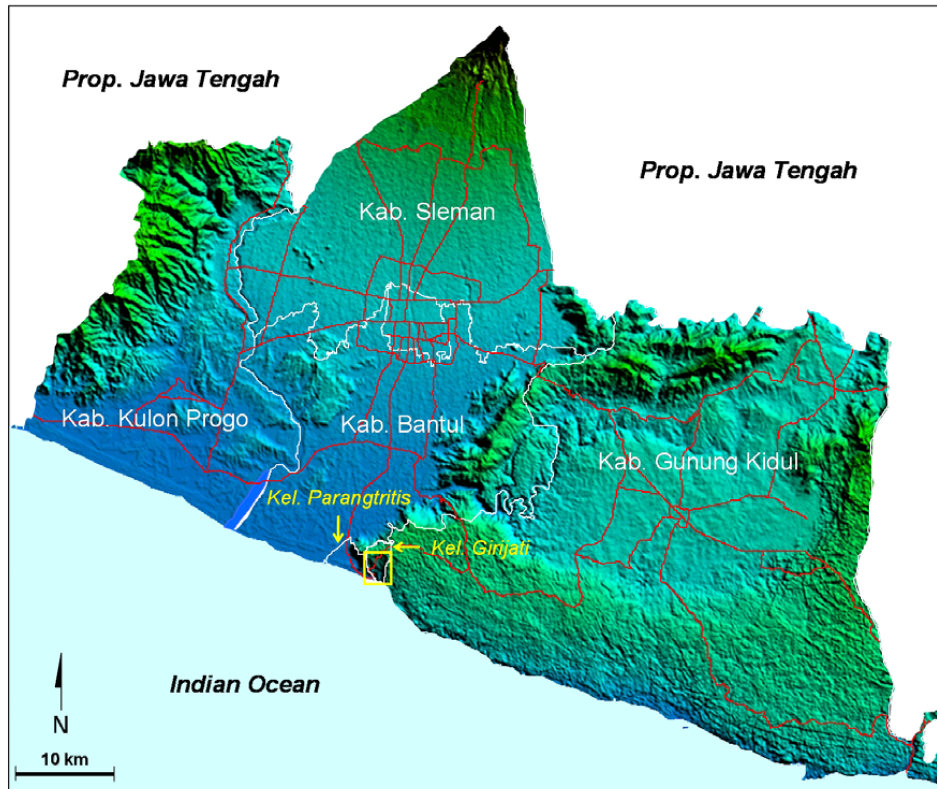 Prop. Jawa Tengah
Prop. Jawa Tengah
Kab. Sleman
Kab. Kulon Progo
Kab. Bantul
Kab. Gunung Kidul
Kel. Parangtritis
Kel. Girijati
Indian Ocean
N
10 km